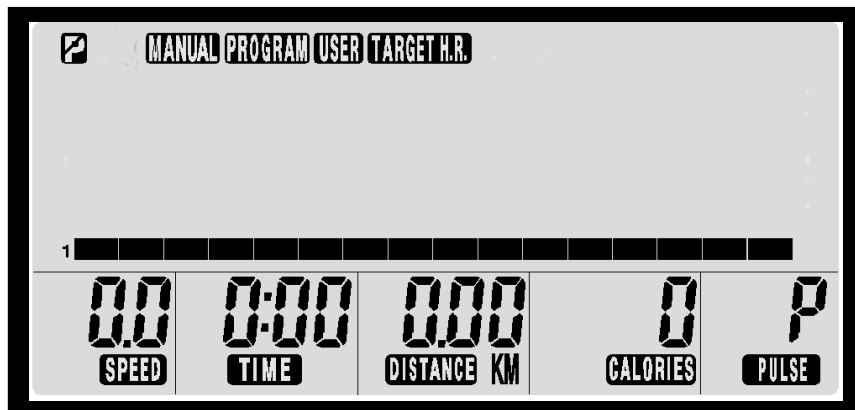 P MANUAL PROGRAM USER TARGET H.R.
1
0.0 0:00 0.00 0 P
SPEED TIME DISTANCE KM CALORIES PULSE